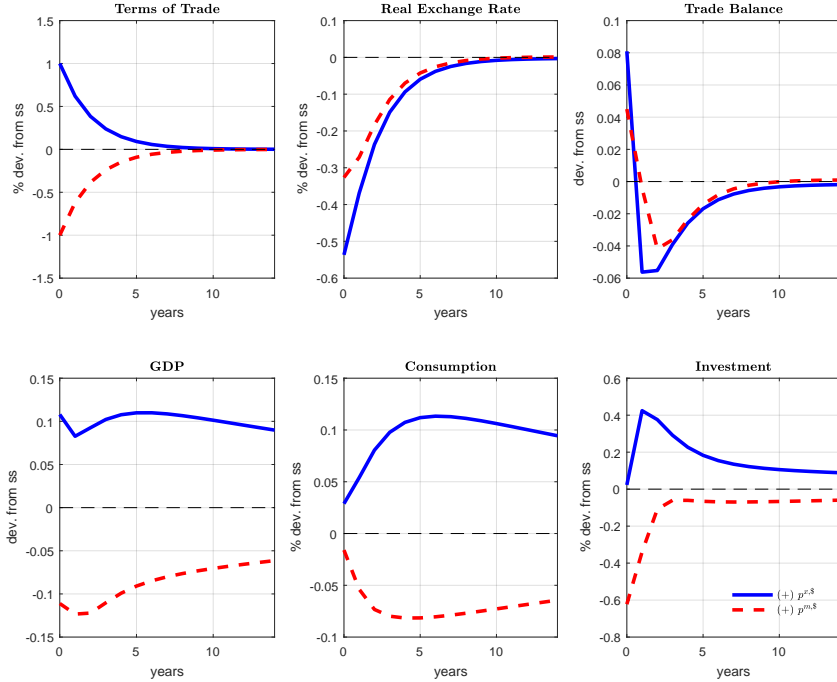 Terms of Trade
1.5
1
0.5
0
-0.5
-1
-1.5
% dev. from ss
0 5 10
years
Real Exchange Rate
0.1
0
-0.1
-0.2
-0.3
-0.4
-0.5
-0.6
% dev. from ss
0 5 10
years
Trade Balance
0.1
0.08
0.06
0.04
0.02
0
-0.02
-0.04
-0.06
dev. from ss
0 5 10
years
GDP
0.15
0.1
0.05
0
-0.05
-0.1
-0.15
dev. from ss
0 5 10
years
Consumption
0.15
0.1
0.05
0
-0.05
-0.1
% dev. from ss
0 5 10
years
Investment
0.6
0.4
0.2
0
-0.2
-0.4
-0.6
-0.8
% dev. from ss
0 5 10
years
(+) p^{x,$}
(+) p^{m,$}